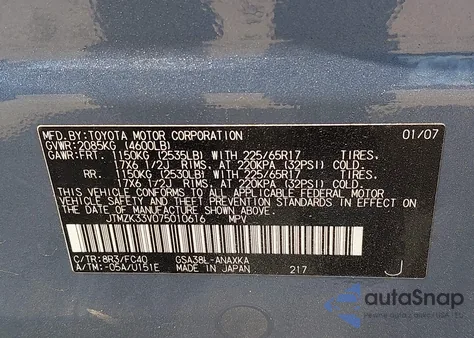 MFD.BY:TOYOTA MOTOR CORPORATION 01/07
GVWR:2085KG (4600LB)
GAWR:FRT. 1150KG (2535LB) WITH 225/65R17 TIRES.
17X6 1/2J RIMS, AT 220KPA (32PSI) COLD.
RR. 1150KG (2530LB) WITH 225/65R17 TIRES.
17X6 1/2J RIMS, AT 220KPA (32PSI) COLD.
THIS VEHICLE CONFORMS TO ALL APPLICABLE FEDERAL MOTOR
VEHICLE SAFETY, BUMPER, AND THEFT PREVENTION STANDARDS IN EFFECT ON
THE DATE OF MANUFACTURE SHOWN ABOVE.
JTMZK33V075010616 MPV
C/TR:8R3/FC40 GSA38L-ANAXKA
A/TM:-05A/U151E MADE IN JAPAN 217 J
autoSnap